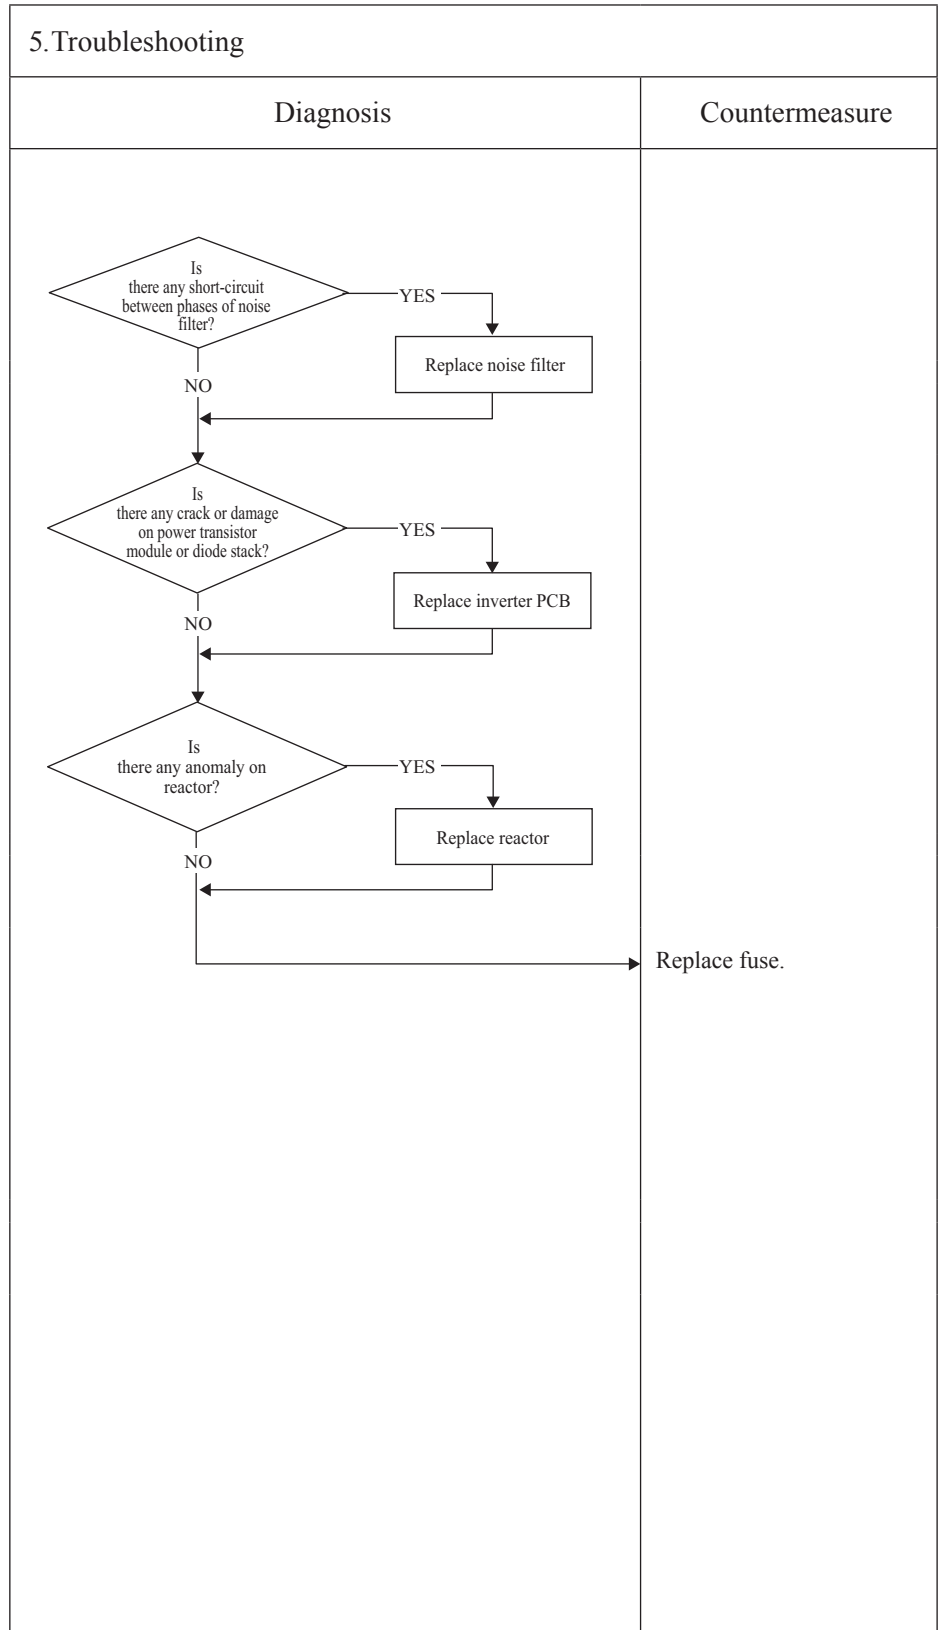 5.Troubleshooting
Diagnosis
Countermeasure
Is
there any short-circuit
between phases of noise
filter?
YES
Replace noise filter
NO
Is
there any crack or damage
on power transistor
module or diode stack?
YES
Replace inverter PCB
NO
Is
there any anomaly on
reactor?
YES
Replace reactor
NO
Replace fuse.